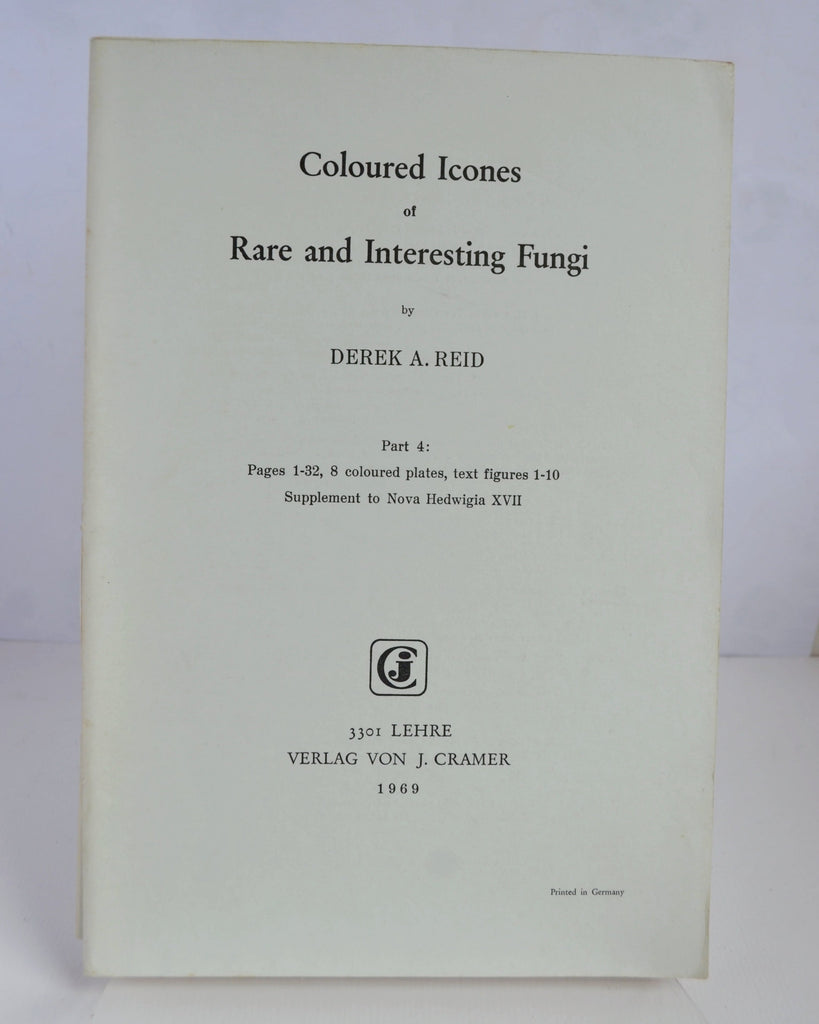 Coloured Icones
of
Rare and Interesting Fungi
by
DEREK A. REID
Part 4:
Pages 1-32, 8 coloured plates, text figures 1-10
Supplement to Nova Hedwigia XVII
jC
3301 LEHRE
VERLAG VON J. CRAMER
1969
Printed in Germany